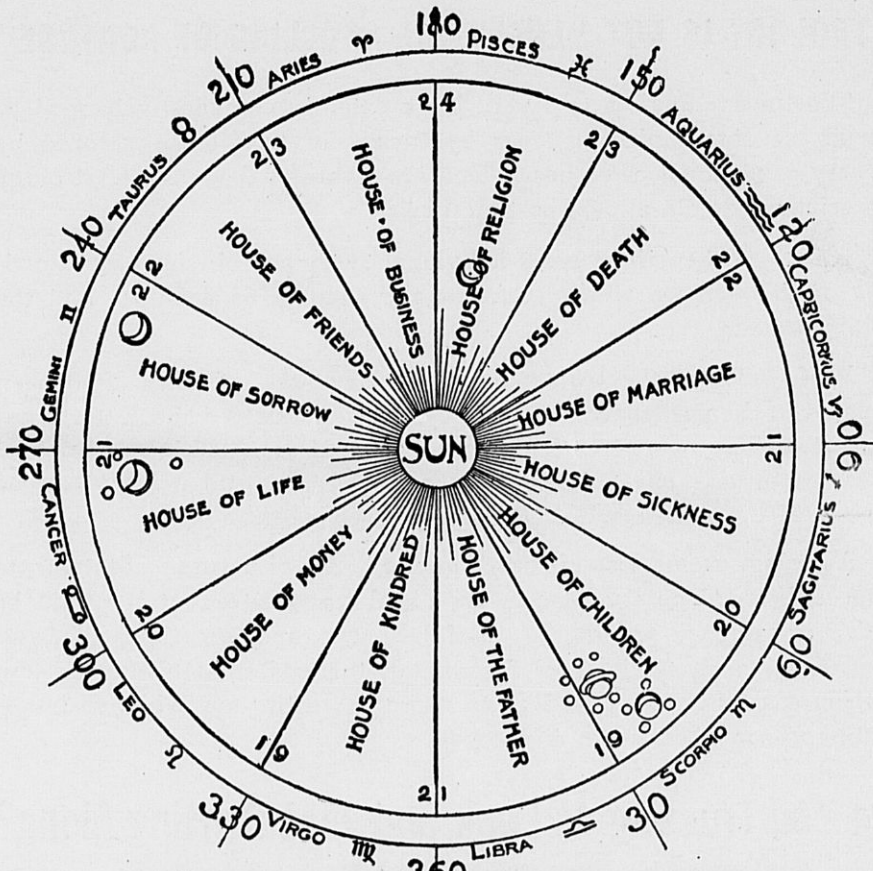 180
PISCES ♓
150
AQUARIUS ♒
120
CAPRICORNUS ♑
90
SAGITARIUS ♐
60
SCORPIO ♏
30
LIBRA ♎
360
VIRGO ♍
330
LEO ♌
300
CANCER ♋
270
GEMINI ♊
240
TAURUS ♉
210
ARIES ♈
24
23
22
21
20
19
21
19
20
21
22
23
HOUSE OF RELIGION
HOUSE OF DEATH
HOUSE OF MARRIAGE
HOUSE OF SICKNESS
HOUSE OF CHILDREN
HOUSE OF THE FATHER
HOUSE OF KINDRED
HOUSE OF MONEY
HOUSE OF LIFE
HOUSE OF SORROW
HOUSE OF FRIENDS
HOUSE OF BUSINESS
SUN